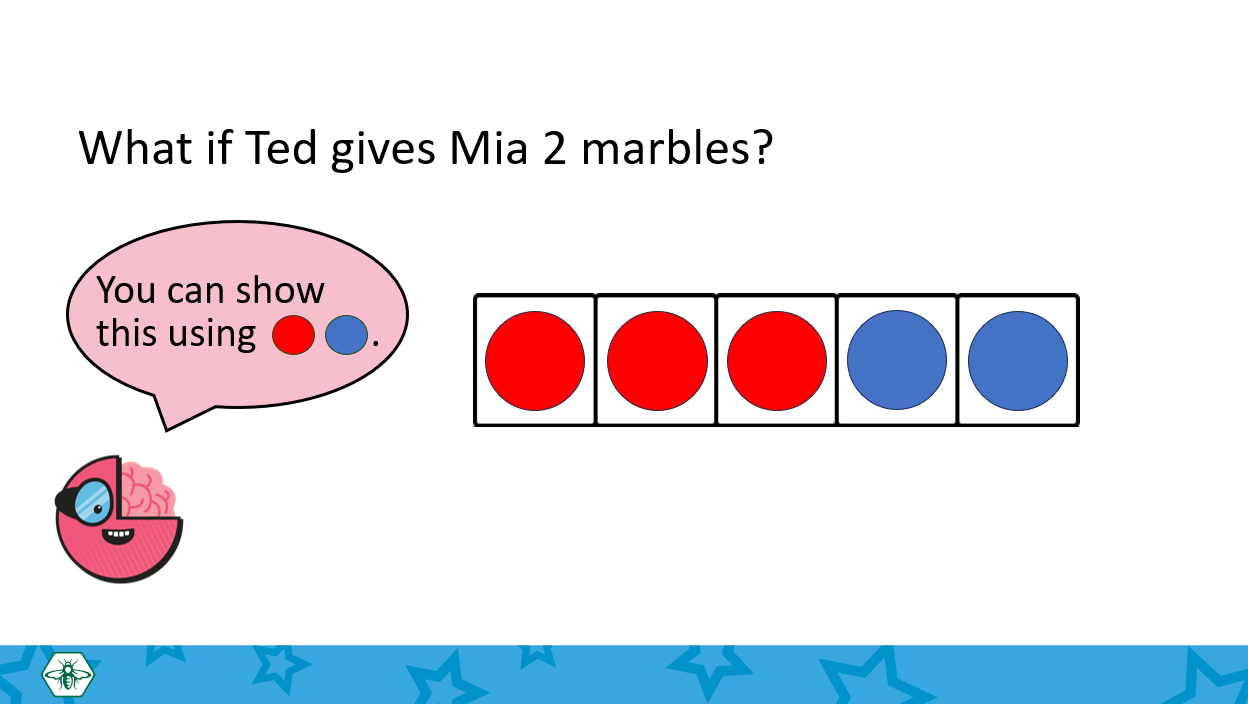 What if Ted gives Mia 2 marbles?
You can show
this using .